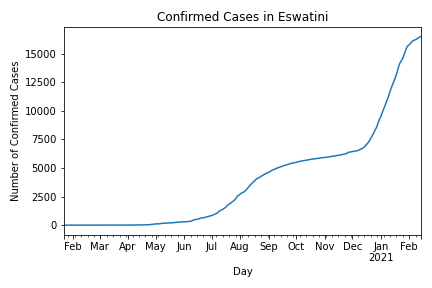 Confirmed Cases in Eswatini
Number of Confirmed Cases
15000
12500
10000
7500
5000
2500
0
Feb Mar Apr May Jun Jul Aug Sep Oct Nov Dec Jan Feb
2021
Day